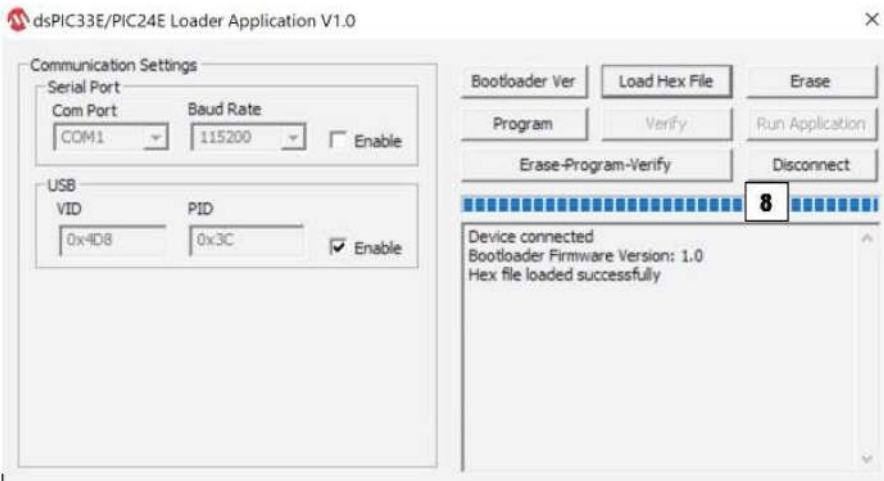 dsPIC33E/PIC24E Loader Application V1.0
Communication Settings
Serial Port
Com Port Baud Rate
COM1 115200 Enable
USB
VID PID
0x4D8 0x3C Enable
Bootloader Ver Load Hex File Erase
Program Verify Run Application
Erase-Program-Verify Disconnect
8
Device connected
Bootloader Firmware Version: 1.0
Hex file loaded successfully